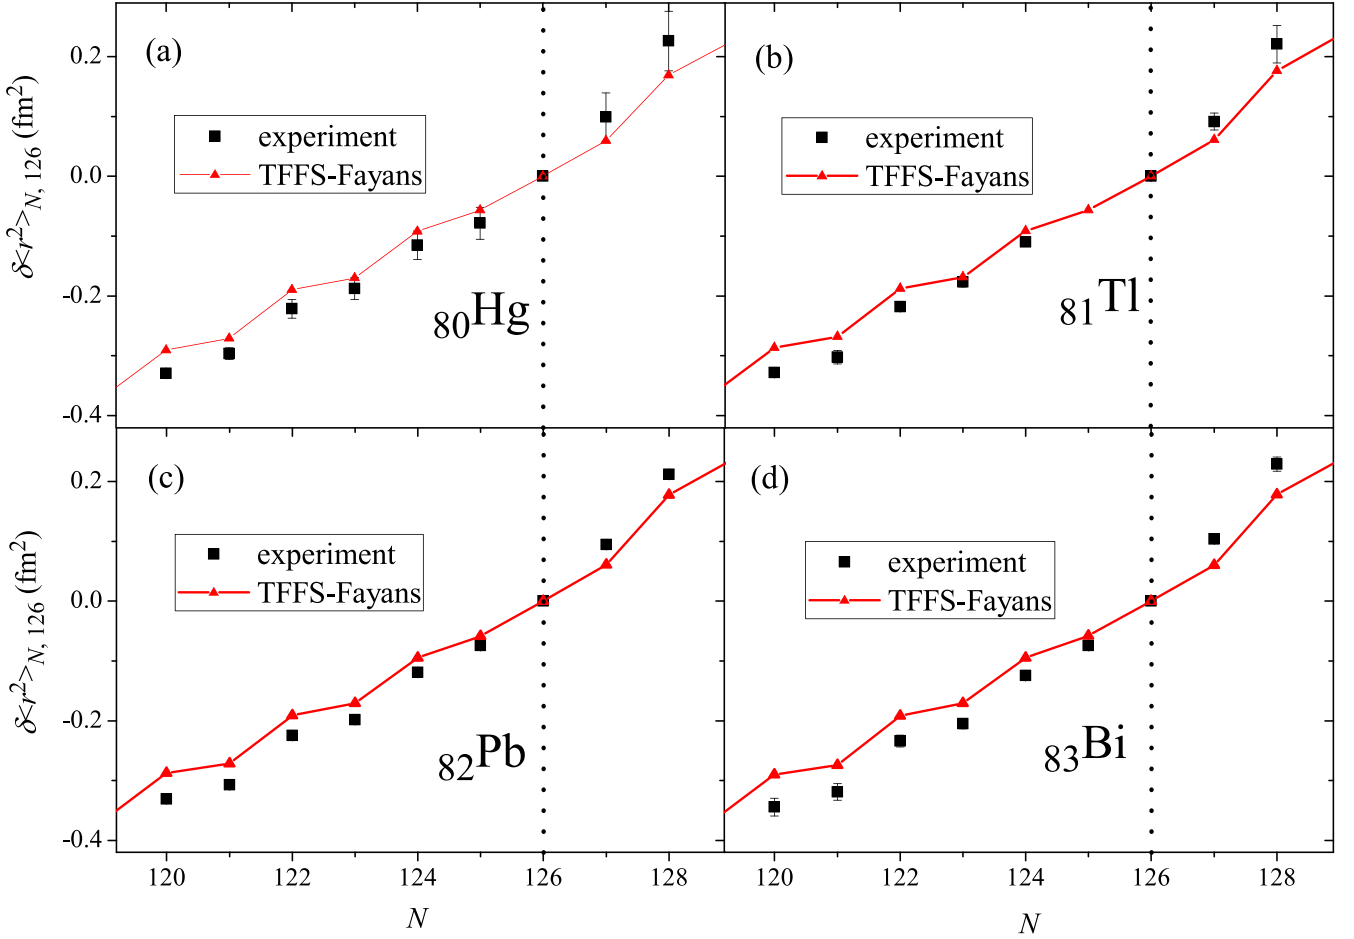 (a)
(b)
0.2
0.0
-0.2
-0.4
δ<r²>N, 126 (fm²)
experiment
TFFS-Fayans
experiment
TFFS-Fayans
₈₀Hg
₈₁Tl
(c)
(d)
0.2
0.0
-0.2
-0.4
δ<r²>N, 126 (fm²)
experiment
TFFS-Fayans
experiment
TFFS-Fayans
₈₂Pb
₈₃Bi
120 122 124 126 128
120 122 124 126 128
N
N